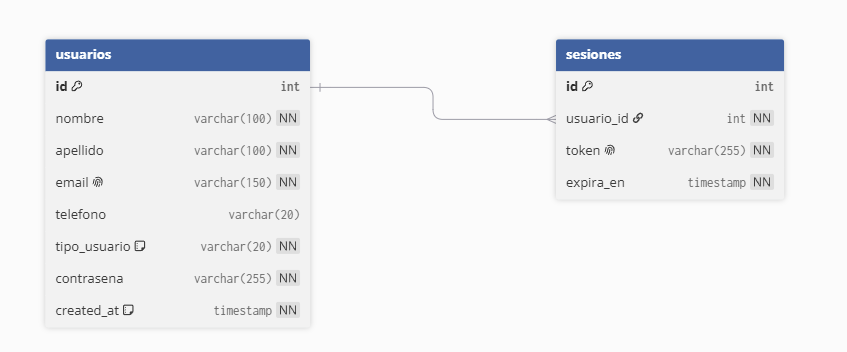 usuarios
id int
nombre varchar(100) NN
apellido varchar(100) NN
email varchar(150) NN
telefono varchar(20)
tipo_usuario varchar(20) NN
contrasena varchar(255) NN
created_at timestamp NN
sesiones
id int
usuario_id int NN
token varchar(255) NN
expira_en timestamp NN